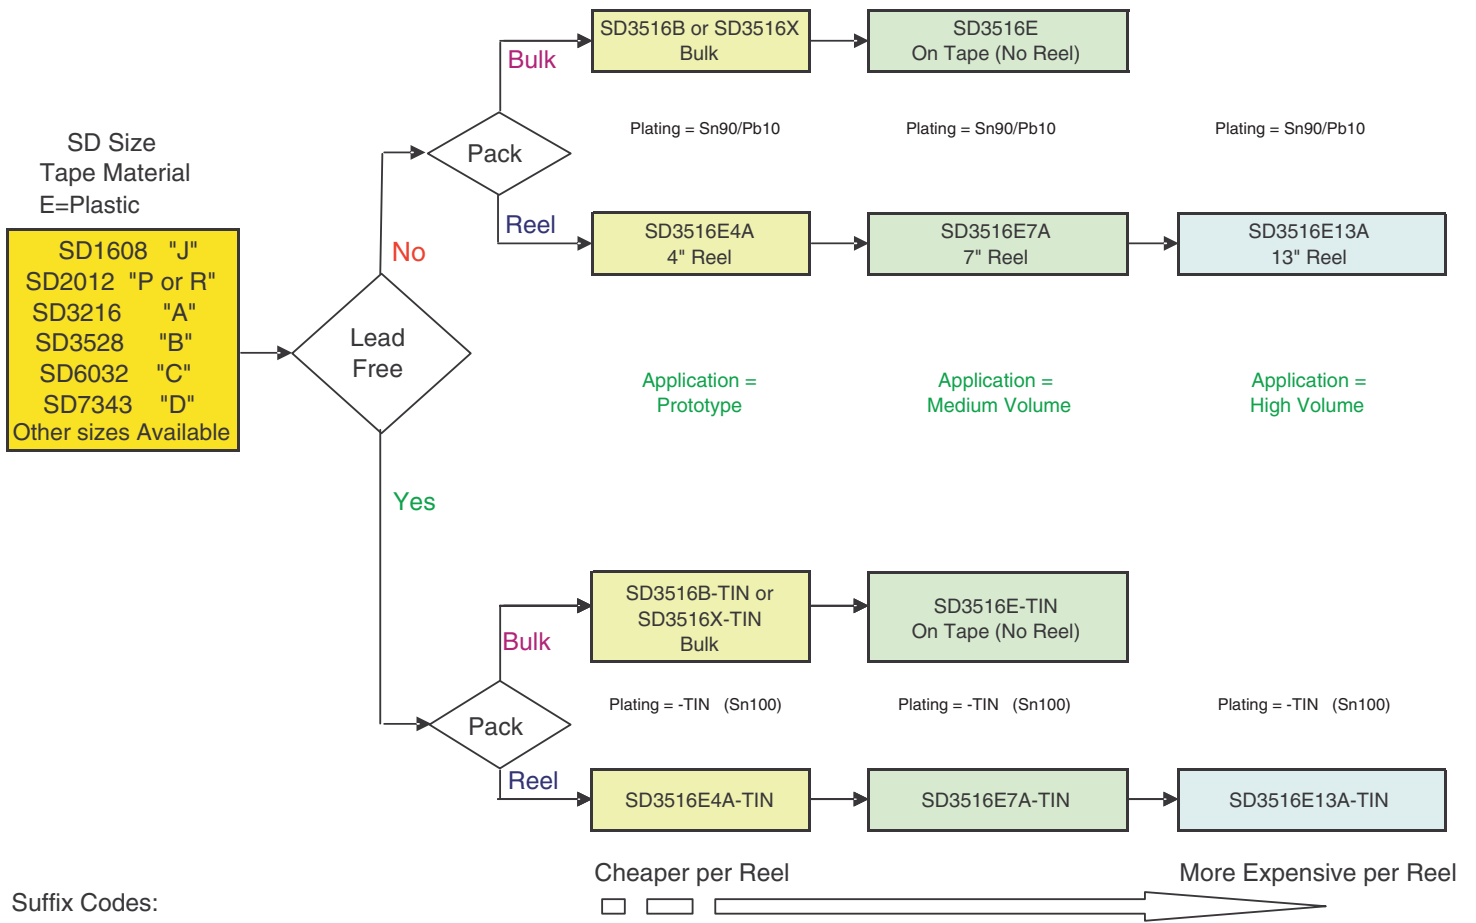 SD Size
Tape Material
E=Plastic
SD1608 "J"
SD2012 "P or R"
SD3216 "A"
SD3528 "B"
SD6032 "C"
SD7343 "D"
Other sizes Available
Lead
Free
No
Yes
Pack
Bulk
Reel
SD3516B or SD3516X
Bulk
SD3516E
On Tape (No Reel)
Plating = Sn90/Pb10
Plating = Sn90/Pb10
Plating = Sn90/Pb10
SD3516E4A
4" Reel
SD3516E7A
7" Reel
SD3516E13A
13" Reel
Application =
Prototype
Application =
Medium Volume
Application =
High Volume
Pack
Bulk
Reel
SD3516B-TIN or
SD3516X-TIN
Bulk
SD3516E-TIN
On Tape (No Reel)
Plating = -TIN (Sn100)
Plating = -TIN (Sn100)
Plating = -TIN (Sn100)
SD3516E4A-TIN
SD3516E7A-TIN
SD3516E13A-TIN
Cheaper per Reel
More Expensive per Reel
Suffix Codes: